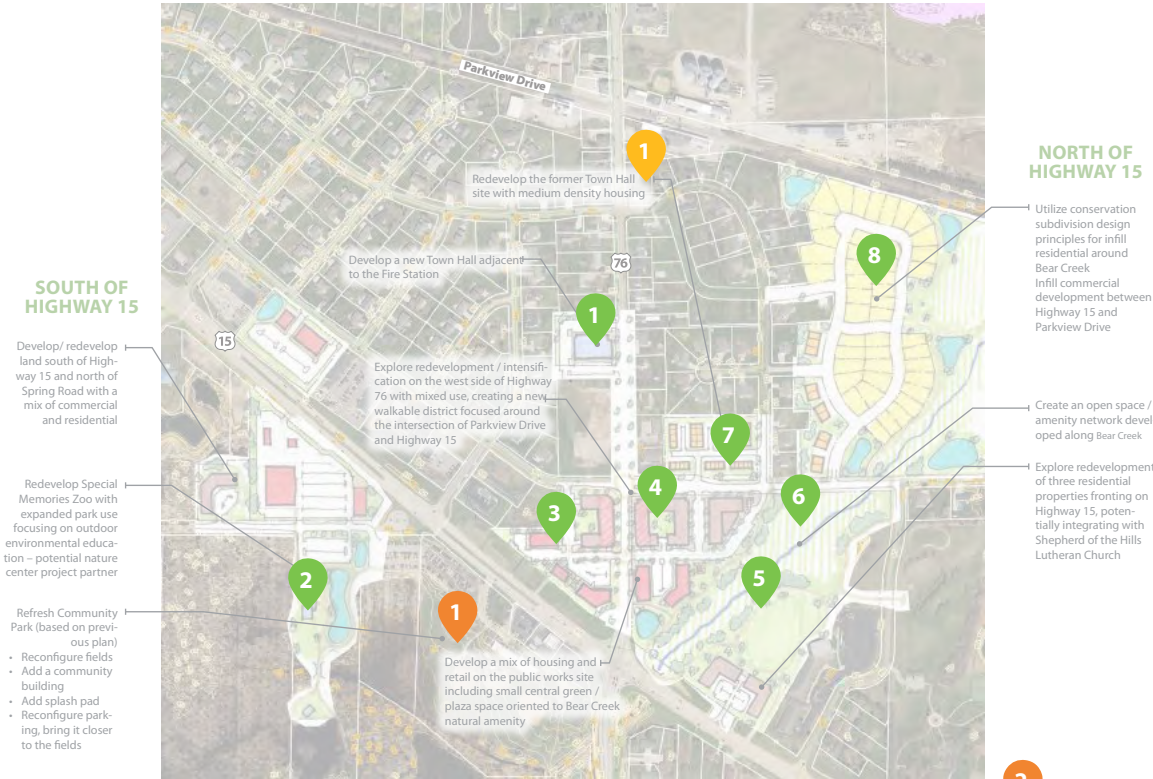 Parkview Drive
1
Redevelop the former Town Hall
site with medium density housing
76
Develop a new Town Hall adjacent
to the Fire Station
1
15
Explore redevelopment / intensifi-
cation on the west side of Highway
76 with mixed use, creating a new
walkable district focused around
the intersection of Parkview Drive
and Highway 15
8
7
4
3
6
5
2
1
Develop a mix of housing and
retail on the public works site
including small central green /
plaza space oriented to Bear Creek
natural amenity
SOUTH OF
HIGHWAY 15
Develop/ redevelop
land south of High-
way 15 and north of
Spring Road with a
mix of commercial
and residential
Redevelop Special
Memories Zoo with
expanded park use
focusing on outdoor
environmental educa-
tion – potential nature
center project partner
Refresh Community
Park (based on previ-
ous plan)
• Reconfigure fields
• Add a community
building
• Add splash pad
• Reconfigure park-
ing, bring it closer
to the fields
NORTH OF
HIGHWAY 15
Utilize conservation
subdivision design
principles for infill
residential around
Bear Creek
Infill commercial
development between
Highway 15 and
Parkview Drive
Create an open space /
amenity network devel
oped along Bear Creek
Explore redevelopment
of three residential
properties fronting on
Highway 15, poten-
tially integrating with
Shepherd of the Hills
Lutheran Church